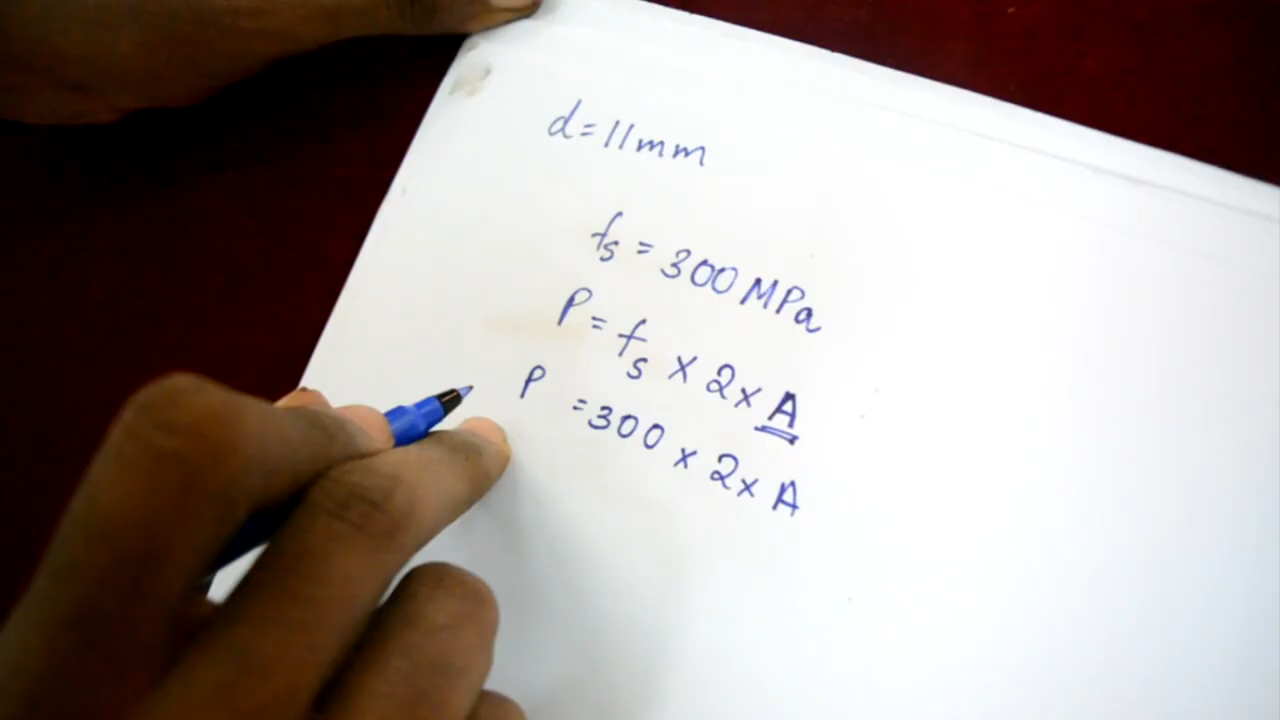 d=11mm
fs = 300 MPa
P = fs × 2 × A
P = 300 × 2 × A